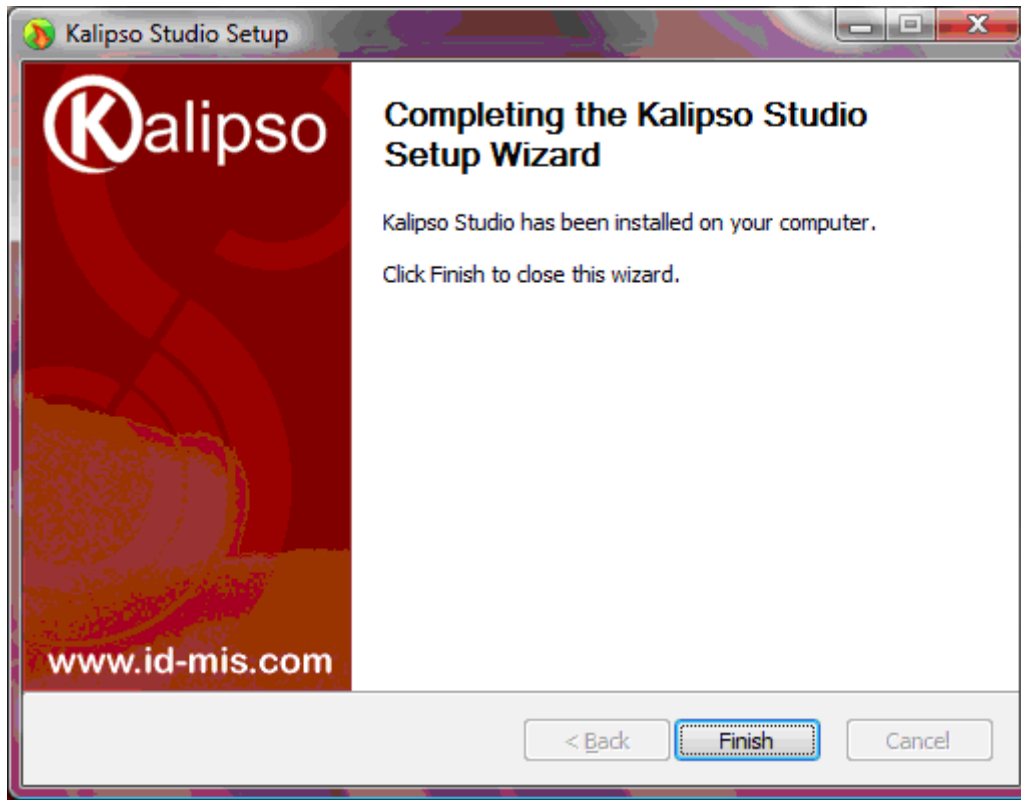 Kalipso Studio Setup
Kalipso
Completing the Kalipso Studio
Setup Wizard
Kalipso Studio has been installed on your computer.
Click Finish to close this wizard.
www.id-mis.com
< Back
Finish
Cancel